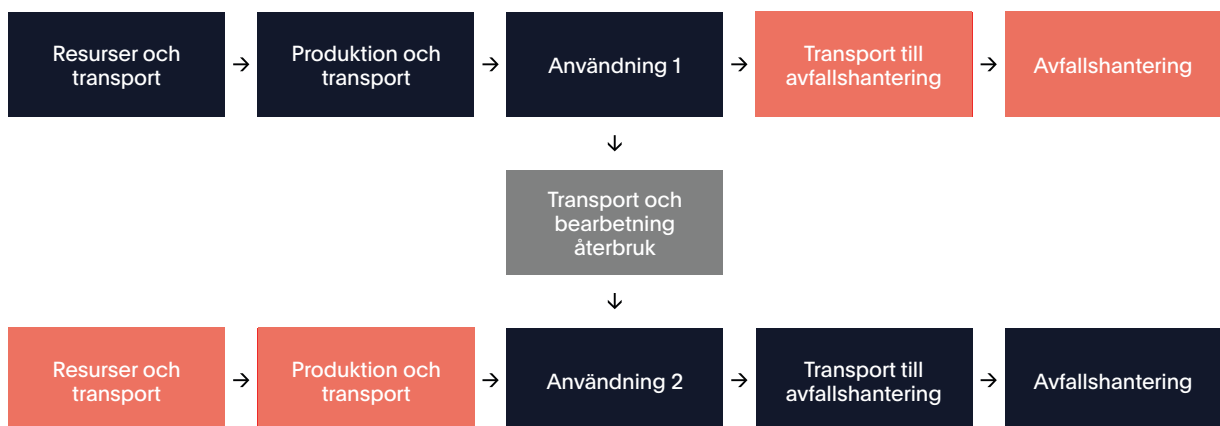 Resurser och
transport
→
Produktion och
transport
→
Användning 1
→
Transport till
avfallshantering
→
Avfallshantering
↓
Transport och
bearbetning
återbruk
↓
Resurser och
transport
→
Produktion och
transport
→
Användning 2
→
Transport till
avfallshantering
→
Avfallshantering